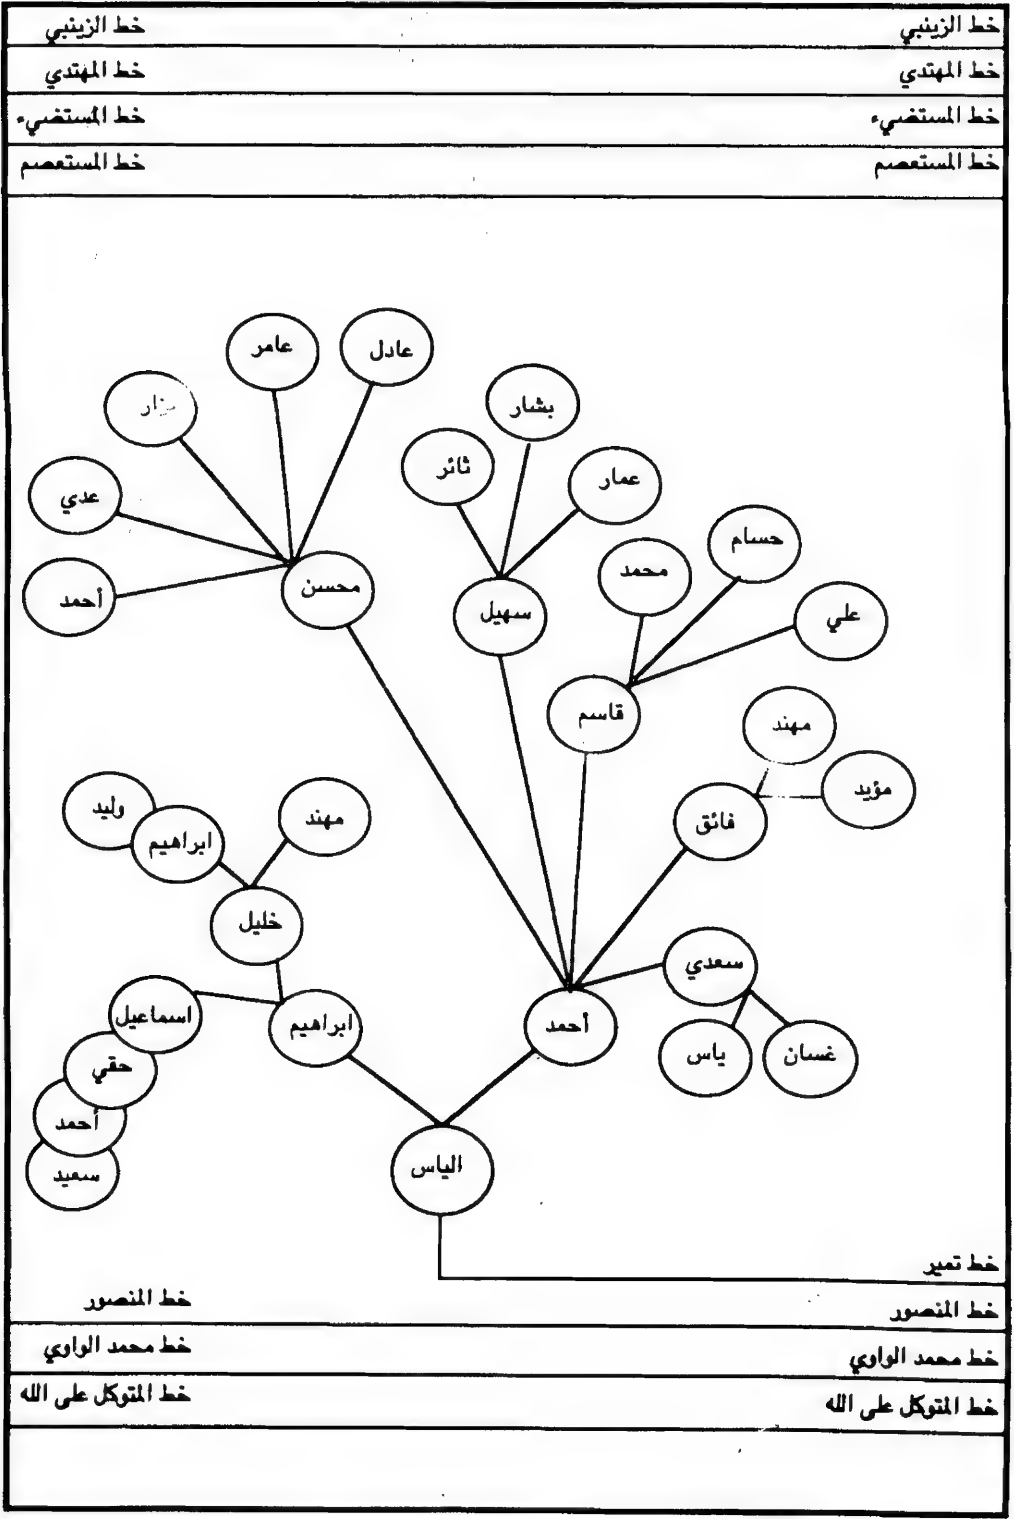 خط الزينبي خط الزينبي
خط المهتدي خط المهتدي
خط المستضيء خط المستضيء
خط المستعصم خط المستعصم
عادل
عامر
بشار
ثائر
عمار
عدي
أحمد
محسن
سهيل
محمد
حسام
علي
قاسم
مهند
مؤيد
فائق
مهند
وليد
ابراهيم
خليل
سعدي
ياس
غسان
أحمد
ابراهيم
اسماعيل
حقي
أحمد
سعيد
الياس
خط تمير
خط المنصور خط المنصور
خط محمد الواوي خط محمد الواوي
خط المتوكل على الله خط المتوكل على الله